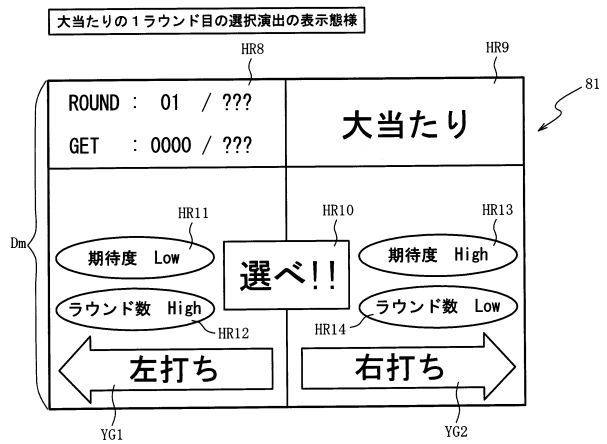 大当たりの１ラウンド目の選択演出の表示態様
HR8
HR9
81
ROUND : 01 / ???
大当たり
GET : 0000 / ???
Dm
HR11
HR10
HR13
期待度 Low
選べ!!
期待度 High
ラウンド数 High
ラウンド数 Low
HR12
HR14
左打ち
右打ち
YG1
YG2